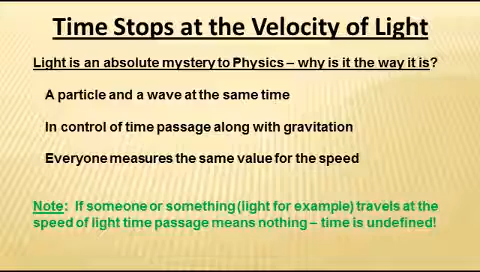 Time Stops at the Velocity of Light
Light is an absolute mystery to Physics – why is it the way it is?
A particle and a wave at the same time
In control of time passage along with gravitation
Everyone measures the same value for the speed
Note: If someone or something (light for example) travels at the
speed of light time passage means nothing – time is undefined!